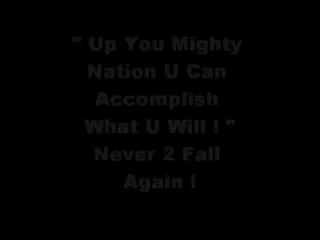 " Up You Mighty
Nation U Can
Accomplish
What U Will ! "
Never 2 Fall
Again !